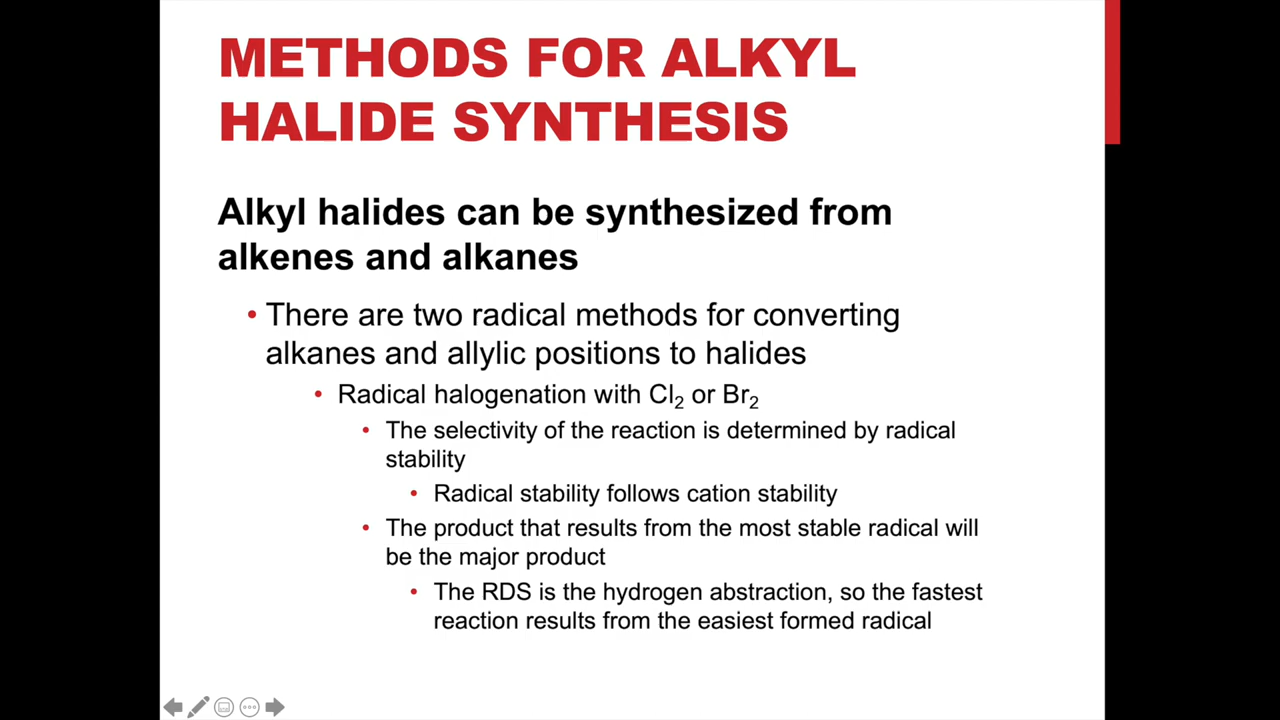 METHODS FOR ALKYL
HALIDE SYNTHESIS
Alkyl halides can be synthesized from
alkenes and alkanes
• There are two radical methods for converting
alkanes and allylic positions to halides
• Radical halogenation with Cl₂ or Br₂
• The selectivity of the reaction is determined by radical
stability
• Radical stability follows cation stability
• The product that results from the most stable radical will
be the major product
• The RDS is the hydrogen abstraction, so the fastest
reaction results from the easiest formed radical